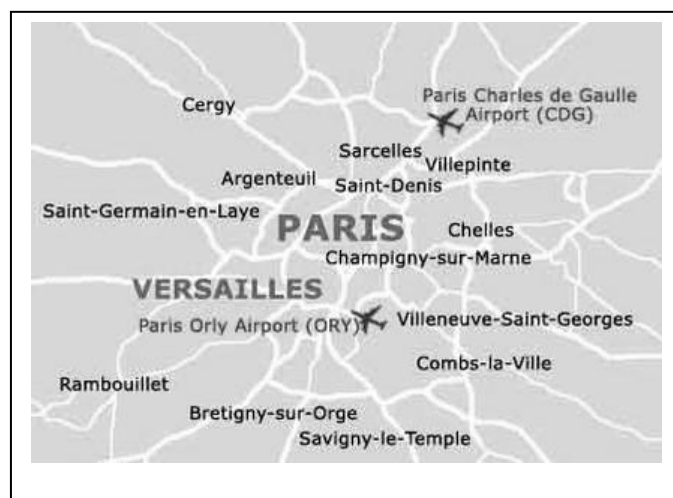 Paris Charles de Gaulle
Airport (CDG)
Cergy
Sarcelles
Villepinte
Argenteuil
Saint-Denis
Saint-Germain-en-Laye
PARIS
Chelles
Champigny-sur-Marne
VERSAILLES
Paris Orly Airport (ORY)
Villeneuve-Saint-Georges
Combs-la-Ville
Rambouillet
Bretigny-sur-Orge
Savigny-le-Temple